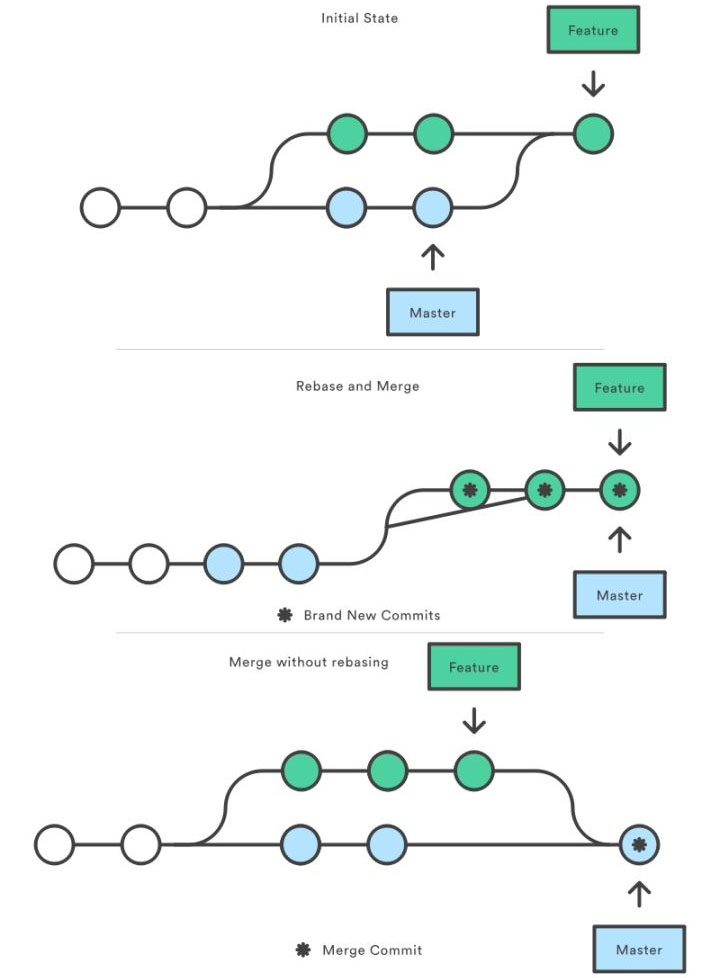 Initial State
Feature
Master
Rebase and Merge
Feature
Master
Brand New Commits
Merge without rebasing
Feature
Merge Commit
Master